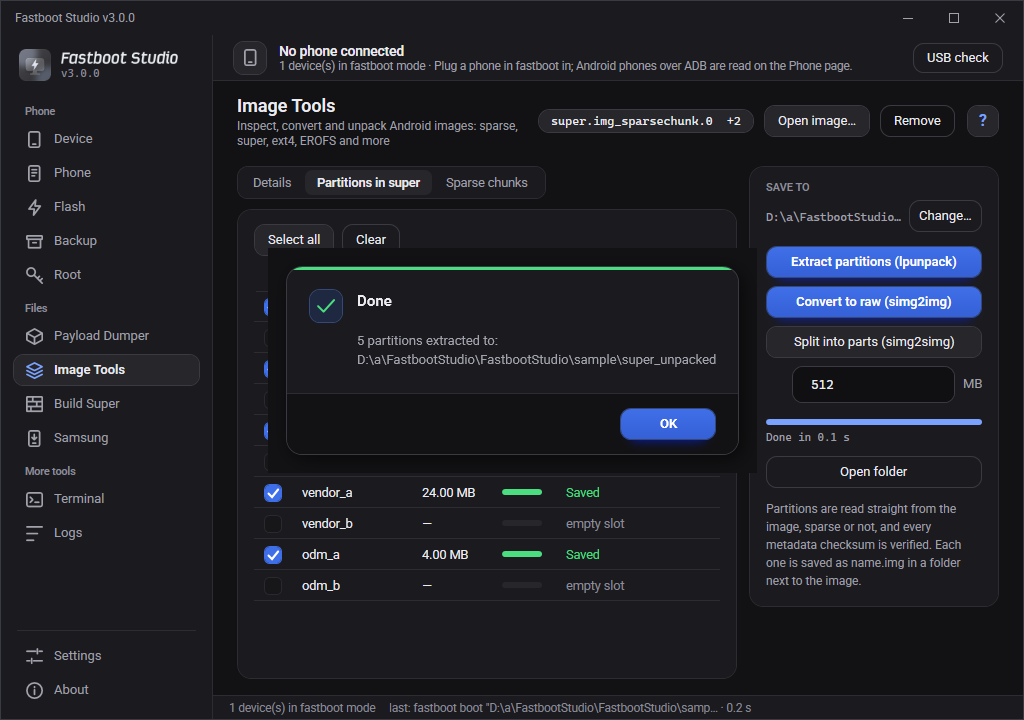 Fastboot Studio v3.0.0
Fastboot Studio
v3.0.0
Phone
Device
Phone
Flash
Backup
Root
Files
Payload Dumper
Image Tools
Build Super
Samsung
More tools
Terminal
Logs
Settings
About
No phone connected
1 device(s) in fastboot mode · Plug a phone in fastboot in; Android phones over ADB are read on the Phone page.
USB check
Image Tools
Inspect, convert and unpack Android images: sparse,
super, ext4, EROFS and more
super.img_sparsechunk.0 +2
Open image...
Remove
?
Details Partitions in super Sparse chunks
Select all Clear
Done
5 partitions extracted to:
D:\a\FastbootStudio\FastbootStudio\sample\super_unpacked
OK
vendor_a 24.00 MB Saved
vendor_b — empty slot
odm_a 4.00 MB Saved
odm_b — empty slot
SAVE TO
D:\a\FastbootStudio… Change...
Extract partitions (lpunpack)
Convert to raw (simg2img)
Split into parts (simg2simg)
512 MB
Done in 0.1 s
Open folder
Partitions are read straight from the
image, sparse or not, and every
metadata checksum is verified. Each
one is saved as name.img in a folder
next to the image.
1 device(s) in fastboot mode last: fastboot boot "D:\a\FastbootStudio\FastbootStudio\samp... · 0.2 s